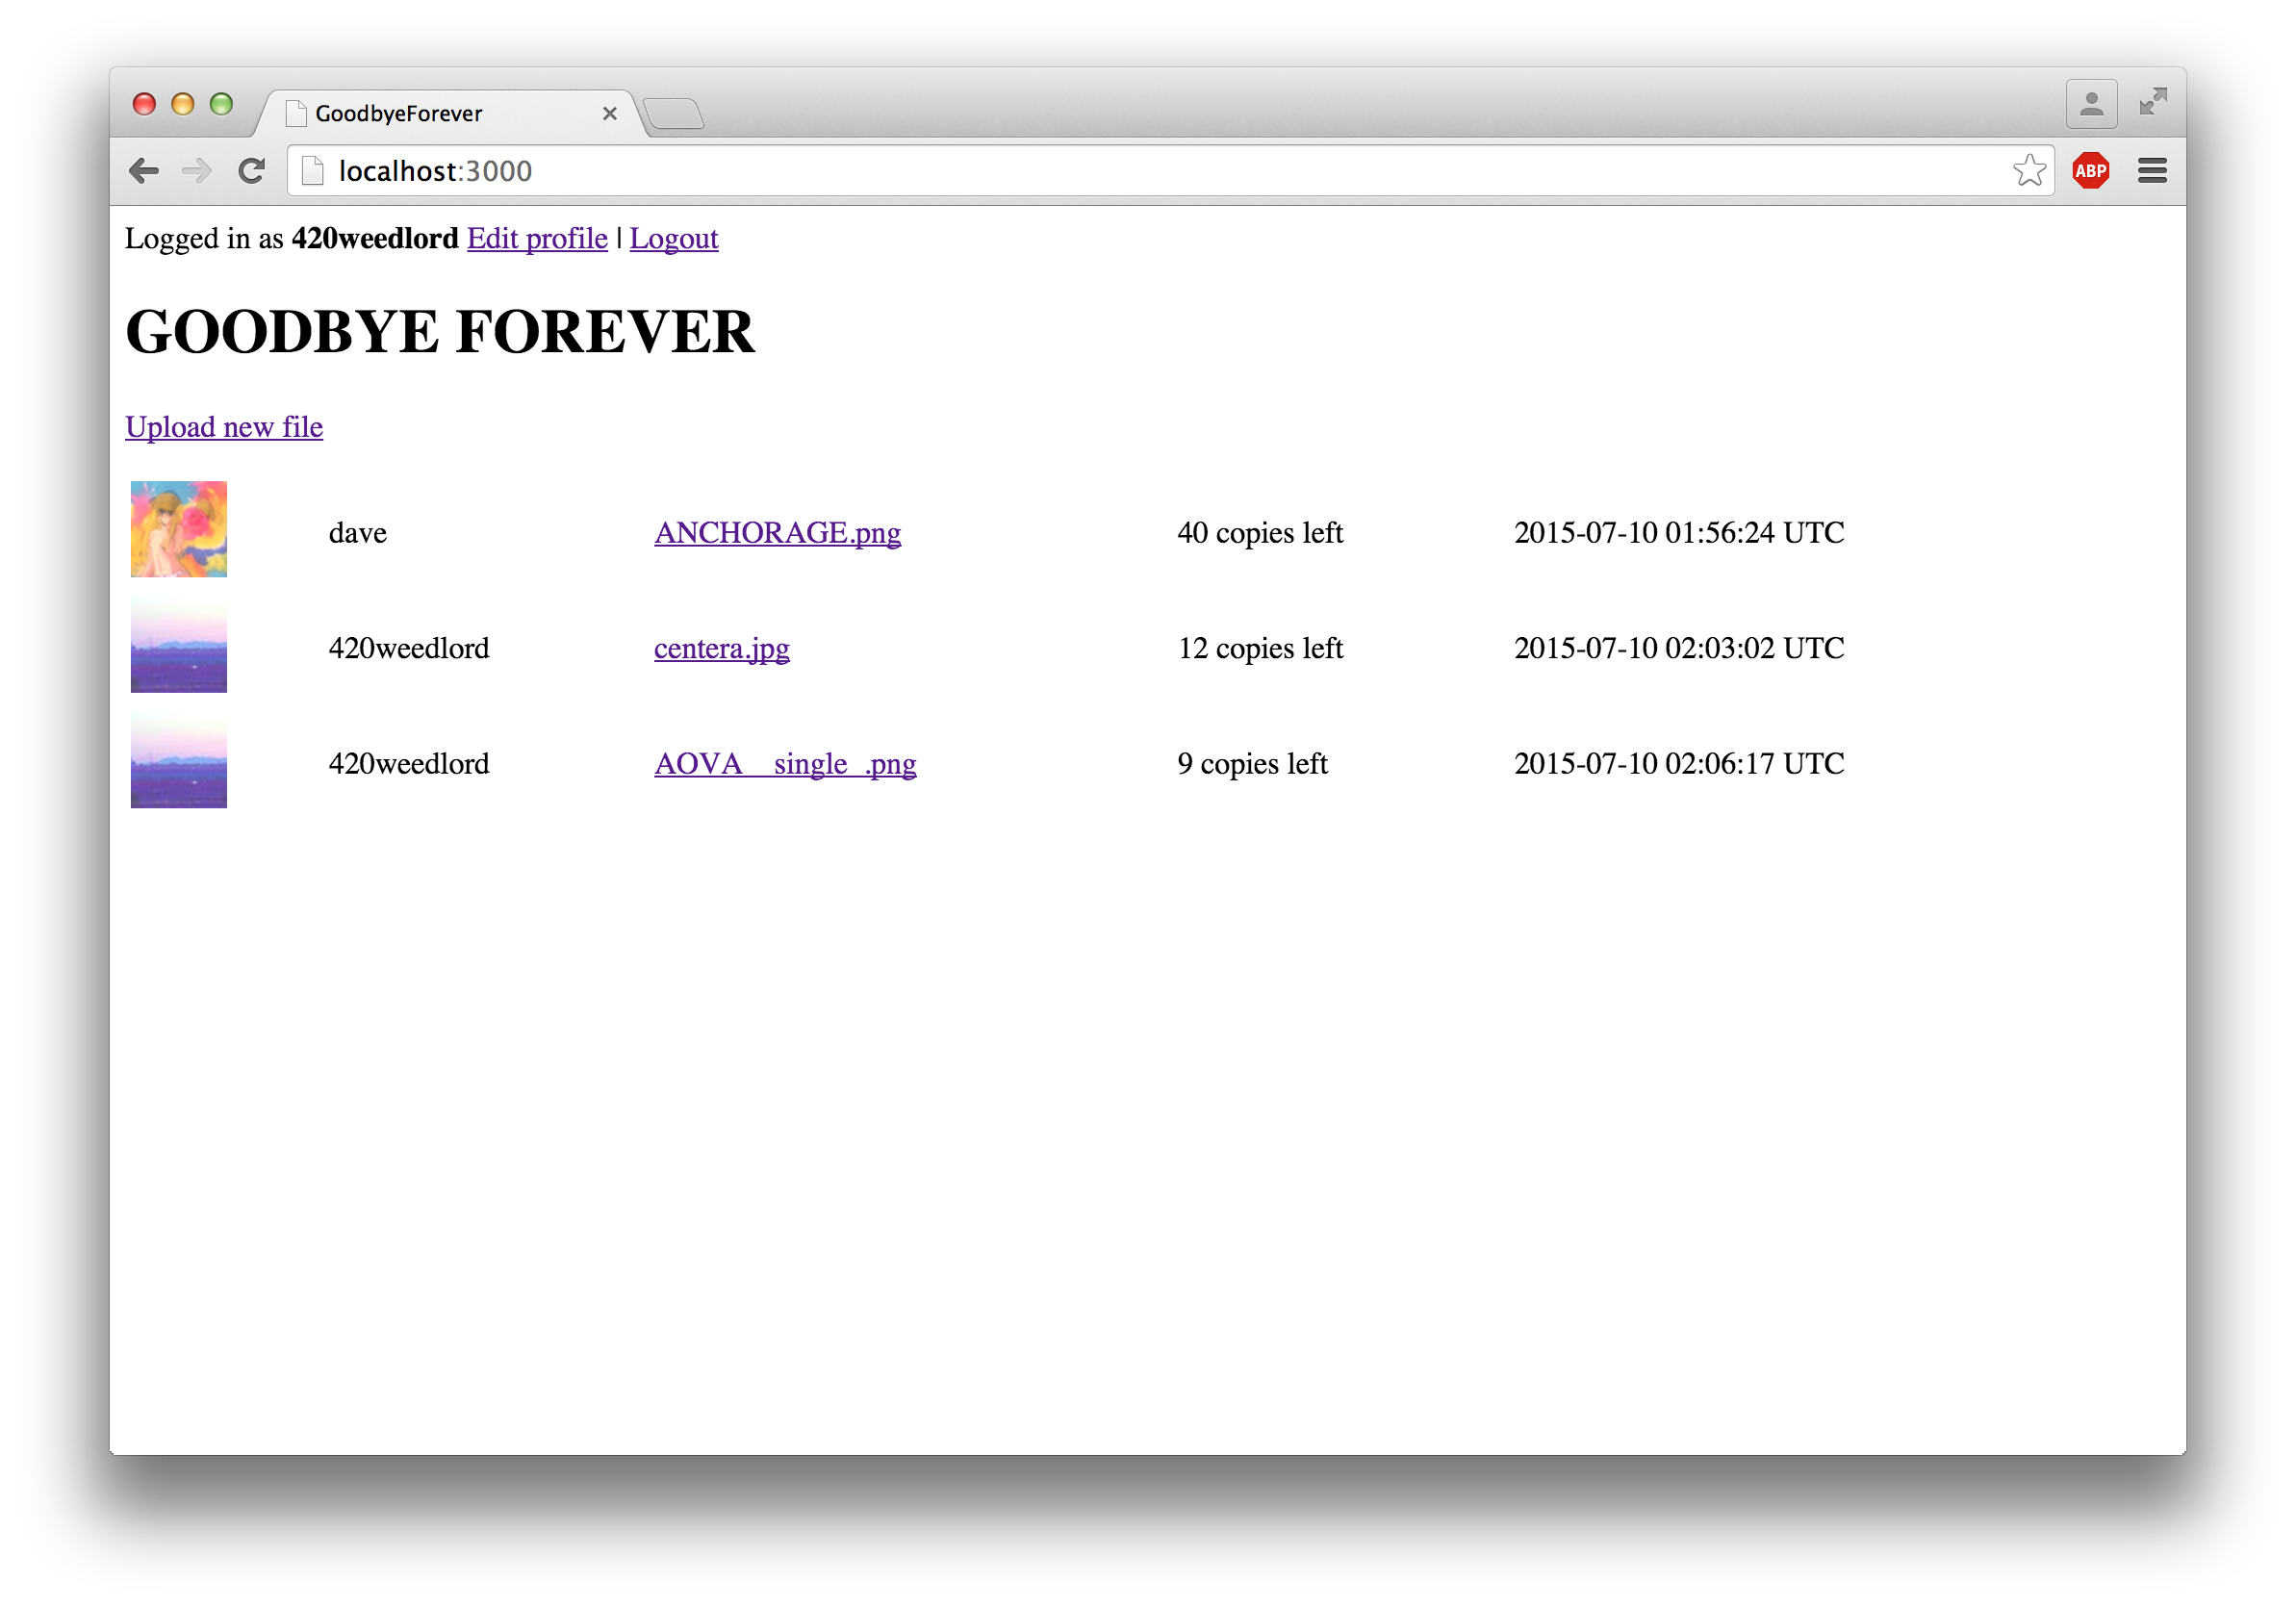 GoodbyeForever
localhost:3000
ABP
Logged in as 420weedlord Edit profile | Logout
GOODBYE FOREVER
Upload new file
dave ANCHORAGE.png 40 copies left 2015-07-10 01:56:24 UTC
420weedlord centera.jpg 12 copies left 2015-07-10 02:03:02 UTC
420weedlord AOVA__single_.png 9 copies left 2015-07-10 02:06:17 UTC